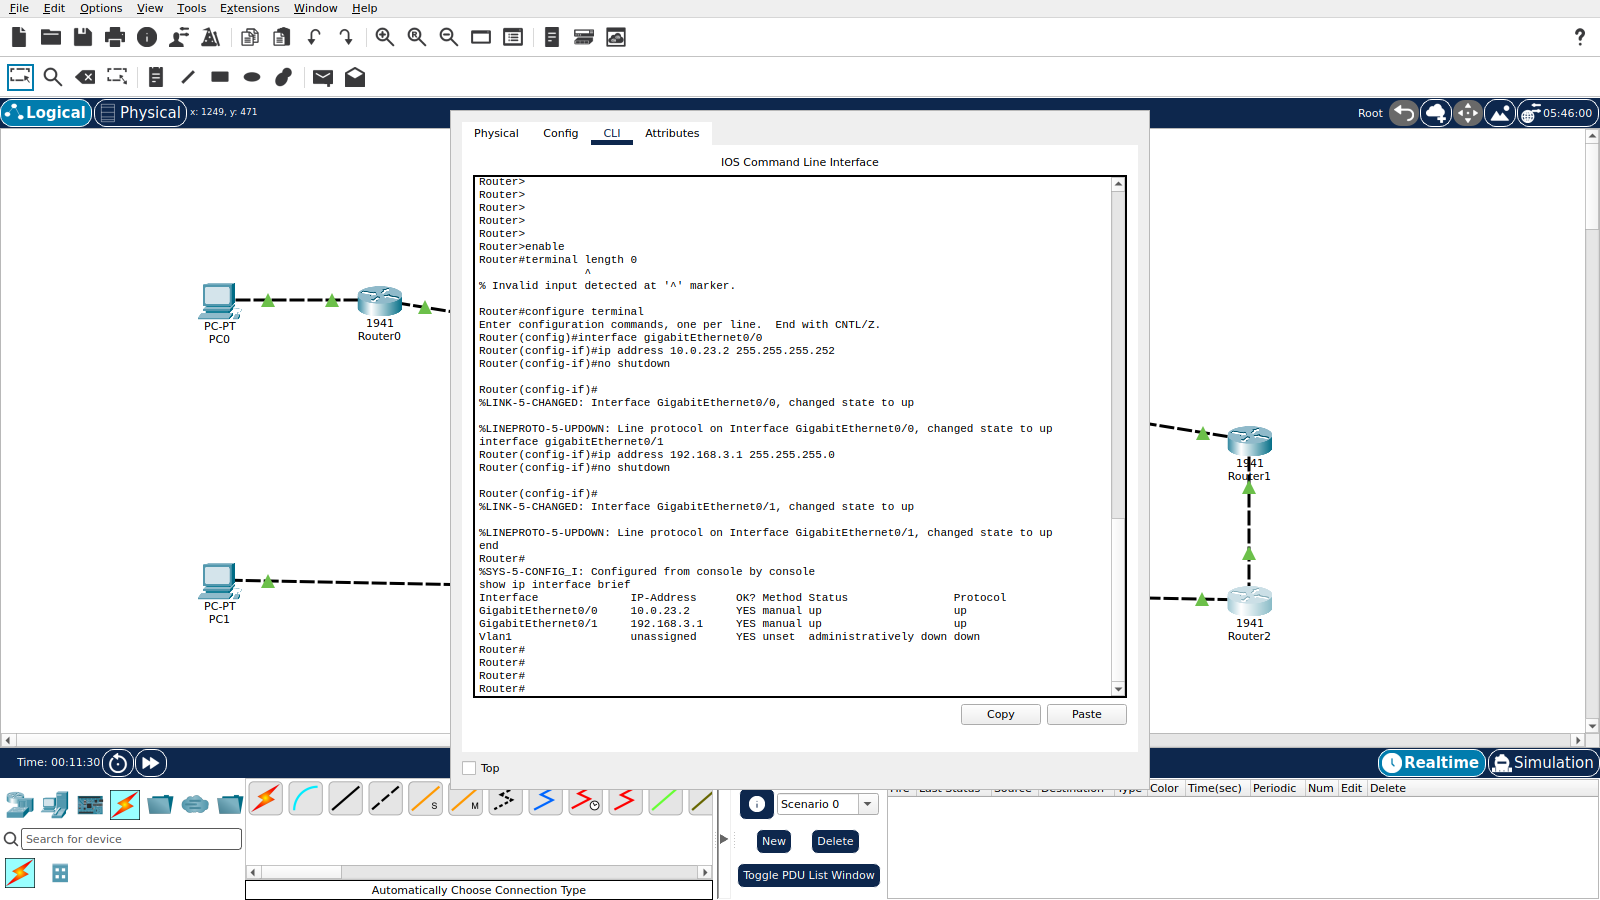 File Edit Options View Tools Extensions Window Help
Logical Physical x: 1249, y: 471 Root 05:46:00
Physical Config CLI Attributes
IOS Command Line Interface
Router>
Router>
Router>
Router>
Router>
Router>enable
Router#terminal length 0
^
% Invalid input detected at '^' marker.
Router#configure terminal
Enter configuration commands, one per line. End with CNTL/Z.
Router(config)#interface gigabitEthernet0/0
Router(config-if)#ip address 10.0.23.2 255.255.255.252
Router(config-if)#no shutdown
Router(config-if)#
%LINK-5-CHANGED: Interface GigabitEthernet0/0, changed state to up
%LINEPROTO-5-UPDOWN: Line protocol on Interface GigabitEthernet0/0, changed state to up
interface gigabitEthernet0/1
Router(config-if)#ip address 192.168.3.1 255.255.255.0
Router(config-if)#no shutdown
Router(config-if)#
%LINK-5-CHANGED: Interface GigabitEthernet0/1, changed state to up
%LINEPROTO-5-UPDOWN: Line protocol on Interface GigabitEthernet0/1, changed state to up
end
Router#
%SYS-5-CONFIG_I: Configured from console by console
show ip interface brief
Interface IP-Address OK? Method Status Protocol
GigabitEthernet0/0 10.0.23.2 YES manual up up
GigabitEthernet0/1 192.168.3.1 YES manual up up
Vlan1 unassigned YES unset administratively down down
Router#
Router#
Router#
Router#
Copy Paste
Top
PC-PT
PC0
1941
Router0
PC-PT
PC1
1941
Router1
1941
Router2
Time: 00:11:30 Realtime Simulation
Search for device
S M
Automatically Choose Connection Type
Scenario 0
New Delete
Toggle PDU List Window
Fire Last Status Source Destination Type Color Time(sec) Periodic Num Edit Delete